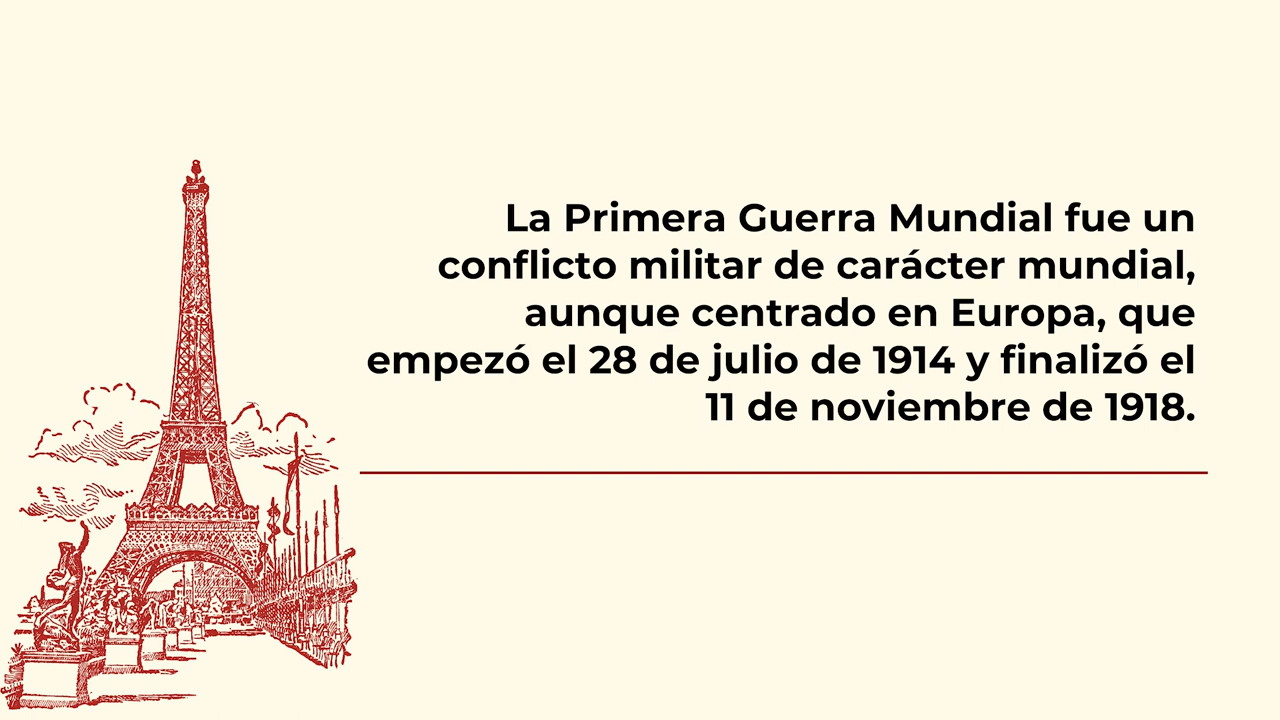 La Primera Guerra Mundial fue un
conflicto militar de carácter mundial,
aunque centrado en Europa, que
empezó el 28 de julio de 1914 y finalizó el
11 de noviembre de 1918.